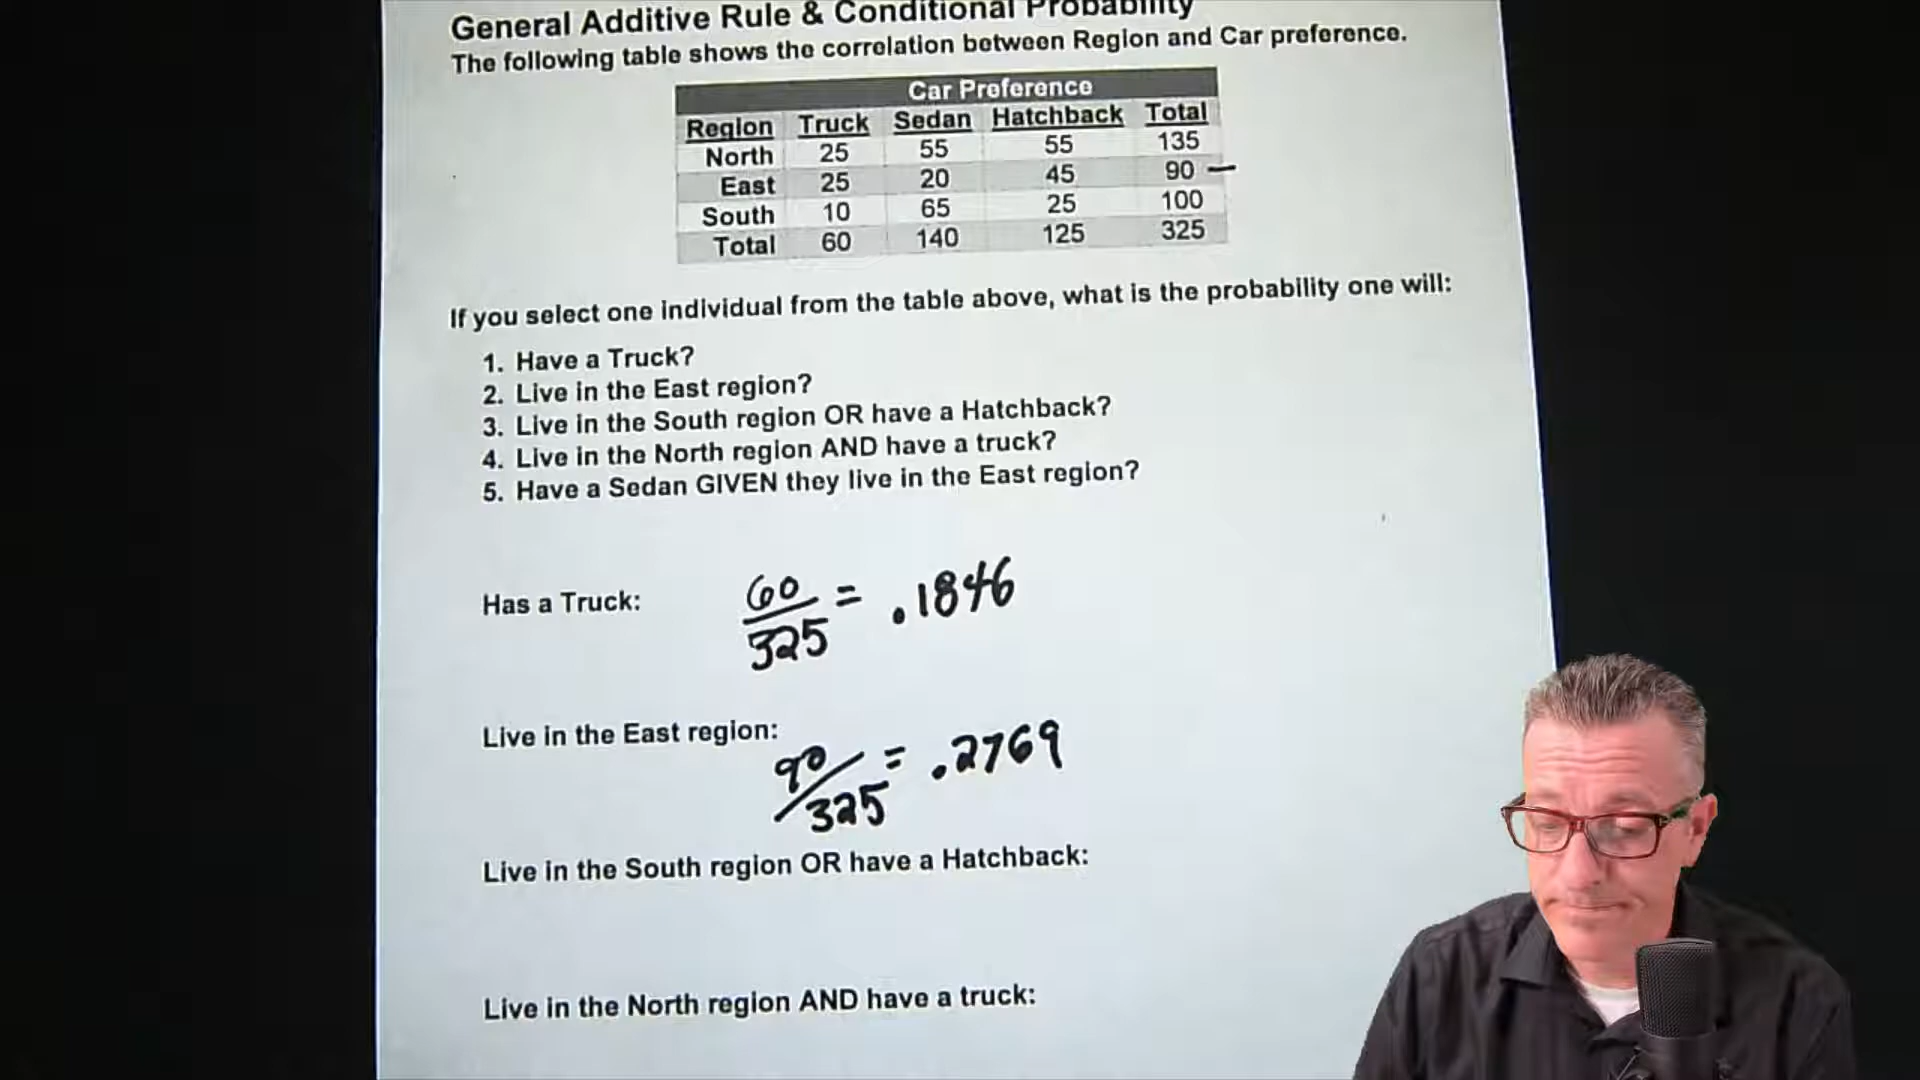 General Additive Rule & Conditional Probability
The following table shows the correlation between Region and Car preference.
Car Preference
Region Truck Sedan Hatchback Total
North 25 55 55 135
East 25 20 45 90
South 10 65 25 100
Total 60 140 125 325
If you select one individual from the table above, what is the probability one will:
1. Have a Truck?
2. Live in the East region?
3. Live in the South region OR have a Hatchback?
4. Live in the North region AND have a truck?
5. Have a Sedan GIVEN they live in the East region?
Has a Truck: 60/325 = .1846
Live in the East region: 90/325 = .2769
Live in the South region OR have a Hatchback:
Live in the North region AND have a truck: